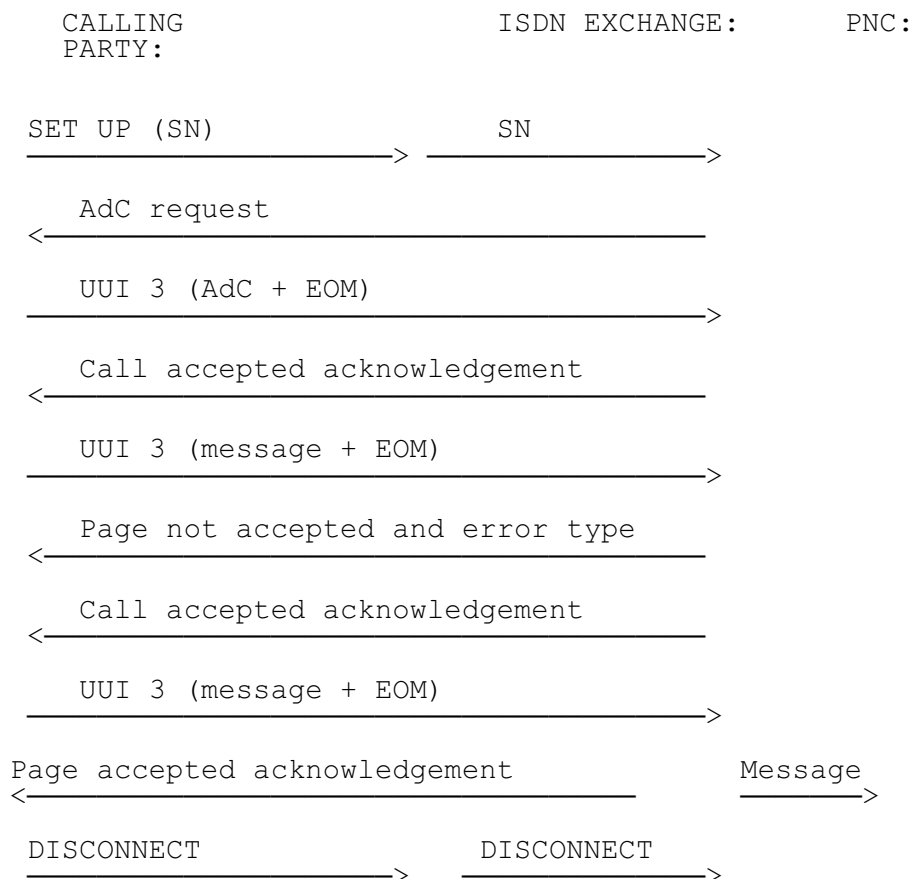 CALLING ISDN EXCHANGE: PNC:
PARTY:
SET UP (SN) SN
AdC request
UUI 3 (AdC + EOM)
Call accepted acknowledgement
UUI 3 (message + EOM)
Page not accepted and error type
Call accepted acknowledgement
UUI 3 (message + EOM)
Page accepted acknowledgement Message
DISCONNECT DISCONNECT